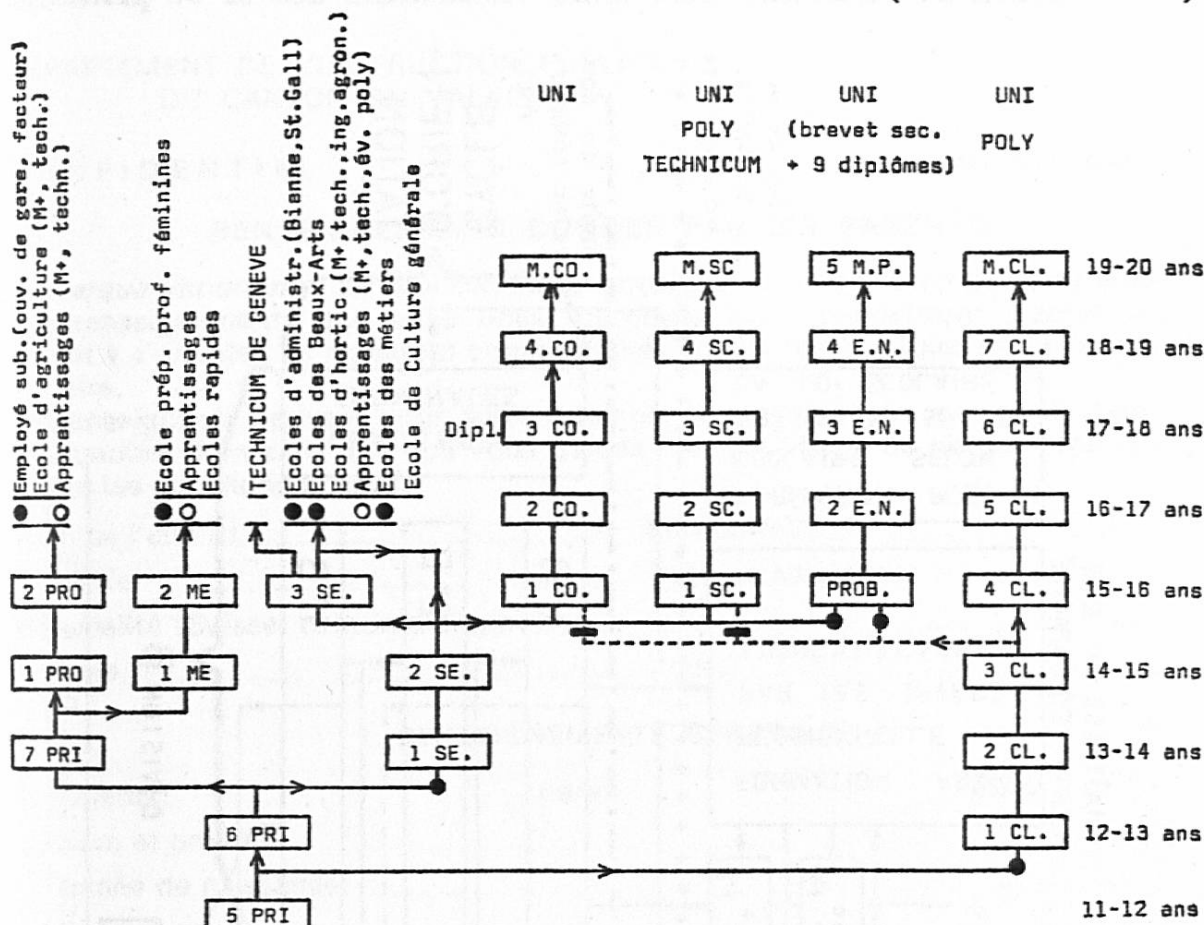 Employé sub.(ouv. de gare, facteur)
Ecole d'agriculture (M+, tech.)
Apprentissages (M+, techn.)
Ecole prép. prof. féminines
Apprentissages
Ecoles rapides
TECHNICUM DE GENEVE
Ecoles d'administr.(Bienne,St.Gall)
Ecoles des Beaux-Arts
Ecoles d'hortic.(M+,tech.,ing.agron.)
Apprentissages (M+,tech.,év. poly)
Ecoles des métiers
Ecole de Culture générale
UNI
UNI
POLY
TECHNICUM
UNI
(brevet sec.
+ 9 diplômes)
UNI
POLY
M.CO. M.SC 5 M.P. M.CL. 19-20 ans
4.CO. 4 SC. 4 E.N. 7 CL. 18-19 ans
Dipl. 3 CO. 3 SC. 3 E.N. 6 CL. 17-18 ans
2 CO. 2 SC. 2 E.N. 5 CL. 16-17 ans
2 PRO 2 ME 3 SE. 1 CO. 1 SC. PROB. 4 CL. 15-16 ans
1 PRO 1 ME 2 SE. 3 CL. 14-15 ans
7 PRI 1 SE. 2 CL. 13-14 ans
6 PRI 1 CL. 12-13 ans
5 PRI 11-12 ans